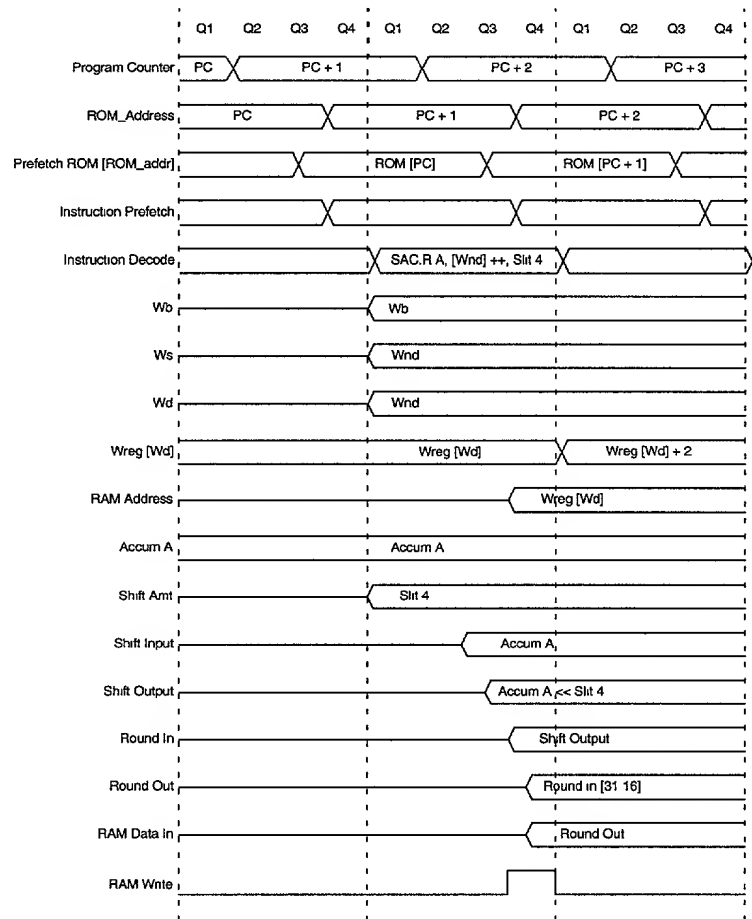 Q1 Q2 Q3 Q4 Q1 Q2 Q3 Q4 Q1 Q2 Q3 Q4
Program Counter PC PC + 1 PC + 2 PC + 3
ROM_Address PC PC + 1 PC + 2
Prefetch ROM [ROM_addr] ROM [PC] ROM [PC + 1]
Instruction Prefetch
Instruction Decode SAC.R A, [Wnd] ++, Slit 4
Wb Wb
Ws Wnd
Wd Wnd
Wreg [Wd] Wreg [Wd] Wreg [Wd] + 2
RAM Address Wreg [Wd]
Accum A Accum A
Shift Amt Slit 4
Shift Input Accum A
Shift Output Accum A << Slit 4
Round In Shift Output
Round Out Round in [31 16]
RAM Data in Round Out
RAM Write